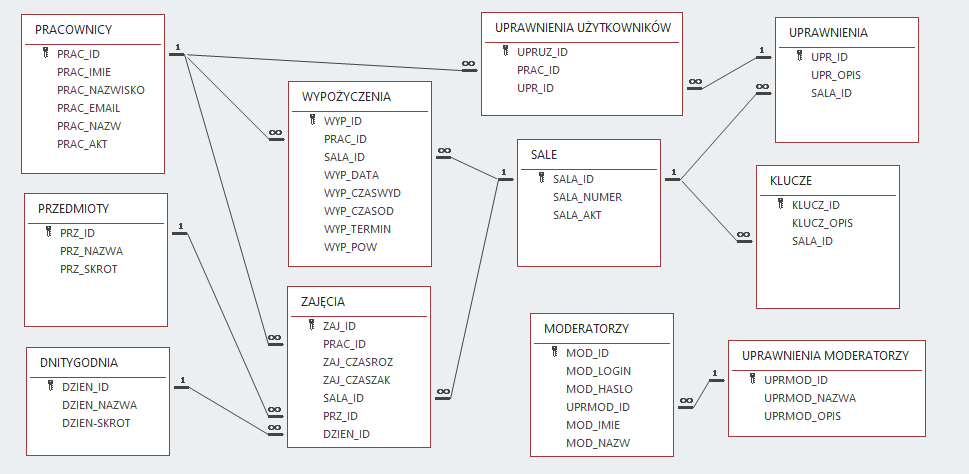 PRACOWNICY
PRAC_ID
PRAC_IMIE
PRAC_NAZWISKO
PRAC_EMAIL
PRAC_NAZW
PRAC_AKT
1
∞
UPRAWNIENIA UŻYTKOWNIKÓW
UPRUZ_ID
PRAC_ID
UPR_ID
∞
1
UPRAWNIENIA
UPR_ID
UPR_OPIS
SALA_ID
∞
WYPOŻYCZENIA
WYP_ID
PRAC_ID
SALA_ID
WYP_DATA
WYP_CZASWYD
WYP_CZASOD
WYP_TERMIN
WYP_POW
∞
∞
1
SALE
SALA_ID
SALA_NUMER
SALA_AKT
1
∞
KLUCZE
KLUCZ_ID
KLUCZ_OPIS
SALA_ID
PRZEDMIOTY
PRZ_ID
PRZ_NAZWA
PRZ_SKROT
1
ZAJĘCIA
ZAJ_ID
PRAC_ID
ZAJ_CZASROZ
ZAJ_CZASZAK
SALA_ID
PRZ_ID
DZIEN_ID
∞
∞
∞
∞
DNITYGODNIA
DZIEN_ID
DZIEN_NAZWA
DZIEN-SKROT
1
MODERATORZY
MOD_ID
MOD_LOGIN
MOD_HASLO
UPRMOD_ID
MOD_IMIE
MOD_NAZW
∞
1
UPRAWNIENIA MODERATORZY
UPRMOD_ID
UPRMOD_NAZWA
UPRMOD_OPIS